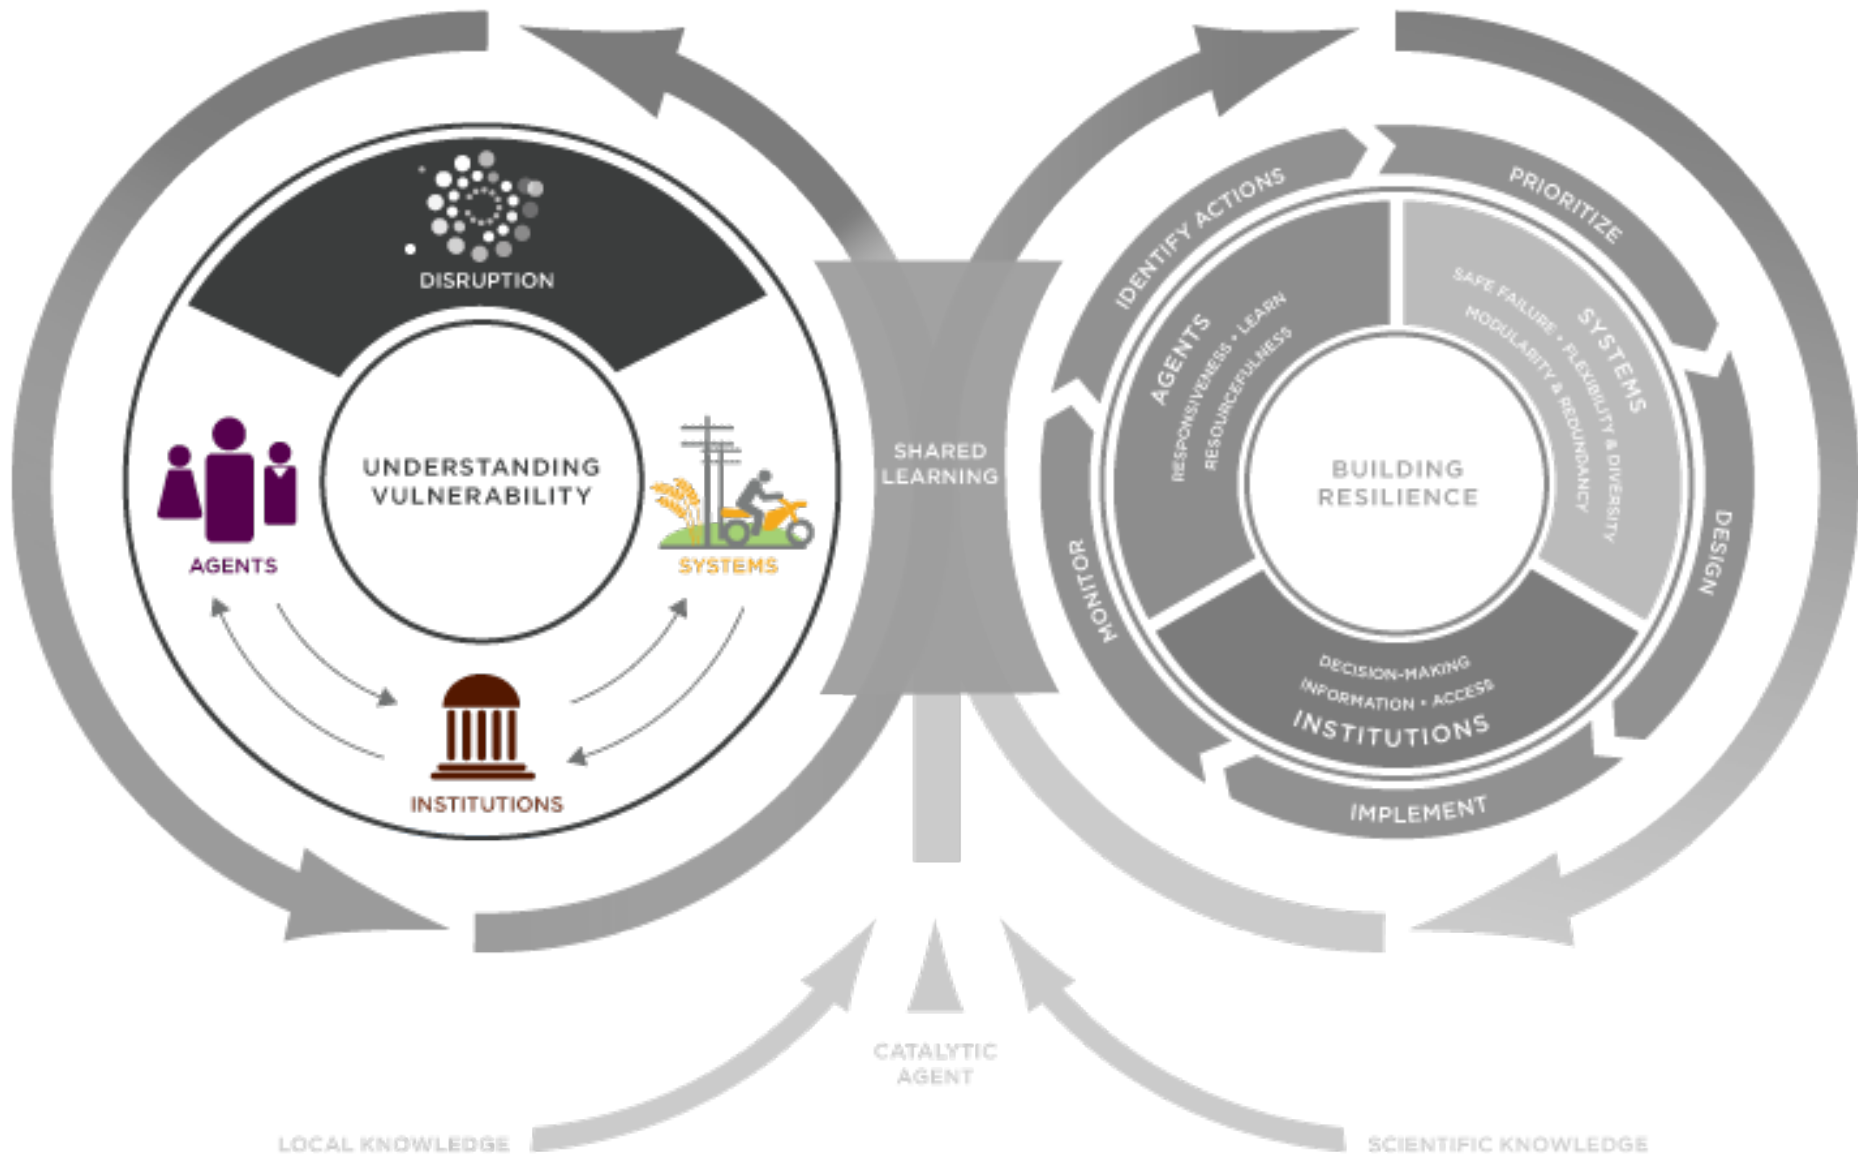 DISRUPTION
UNDERSTANDING
VULNERABILITY
AGENTS
SYSTEMS
INSTITUTIONS
SHARED
LEARNING
IDENTIFY ACTIONS
PRIORITIZE
DESIGN
IMPLEMENT
MONITOR
AGENTS
RESPONSIVENESS • LEARN
RESOURCEFULNESS
SYSTEMS
SAFE FAILURE • FLEXIBILITY & DIVERSITY
MODULARITY & REDUNDANCY
BUILDING
RESILIENCE
DECISION-MAKING
INFORMATION • ACCESS
INSTITUTIONS
CATALYTIC
AGENT
LOCAL KNOWLEDGE
SCIENTIFIC KNOWLEDGE